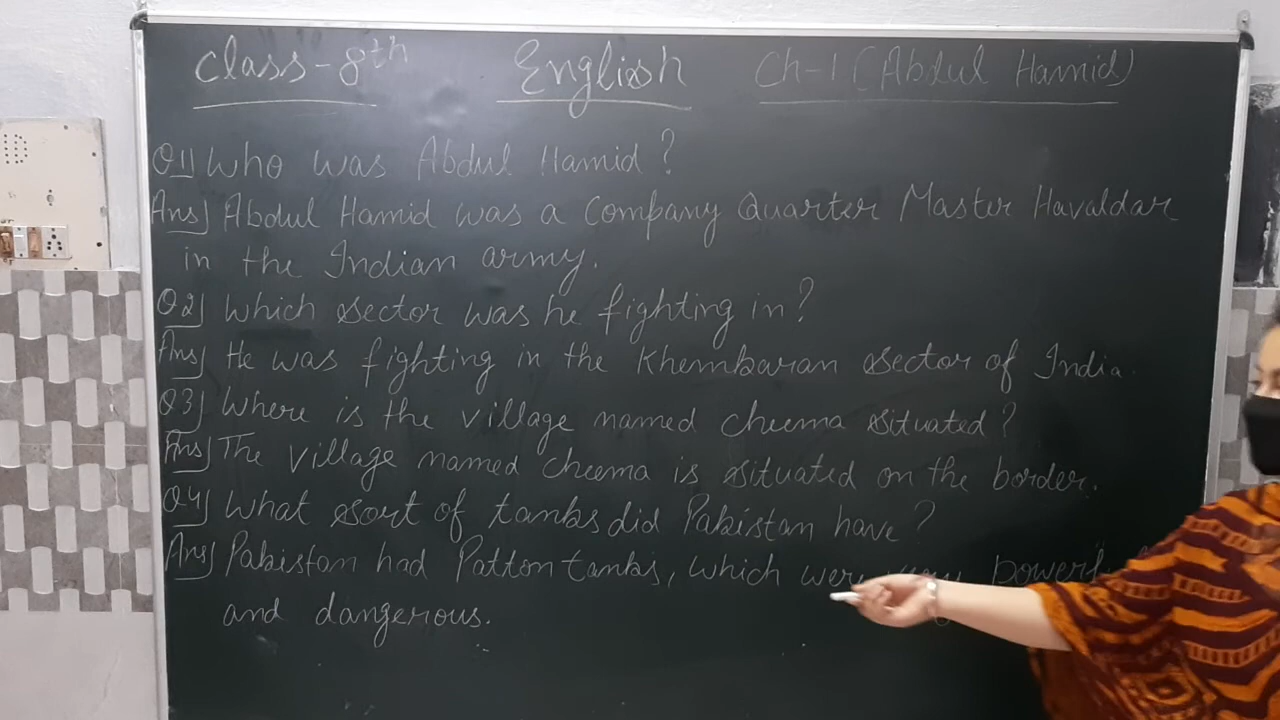 Class-8th English Ch-1 (Abdul Hamid)
Q1) Who was Abdul Hamid?
Ans) Abdul Hamid was a Company Quarter Master Havaldar
in the Indian army.
Q2) Which sector was he fighting in?
Ans) He was fighting in the Khembaran sector of India.
Q3) Where is the village named cheema situated?
Ans) The village named cheema is situated on the border.
Q4) What sort of tanks did Pakistan have?
Ans) Pakistan had Patton tanks, which were
and dangerous.